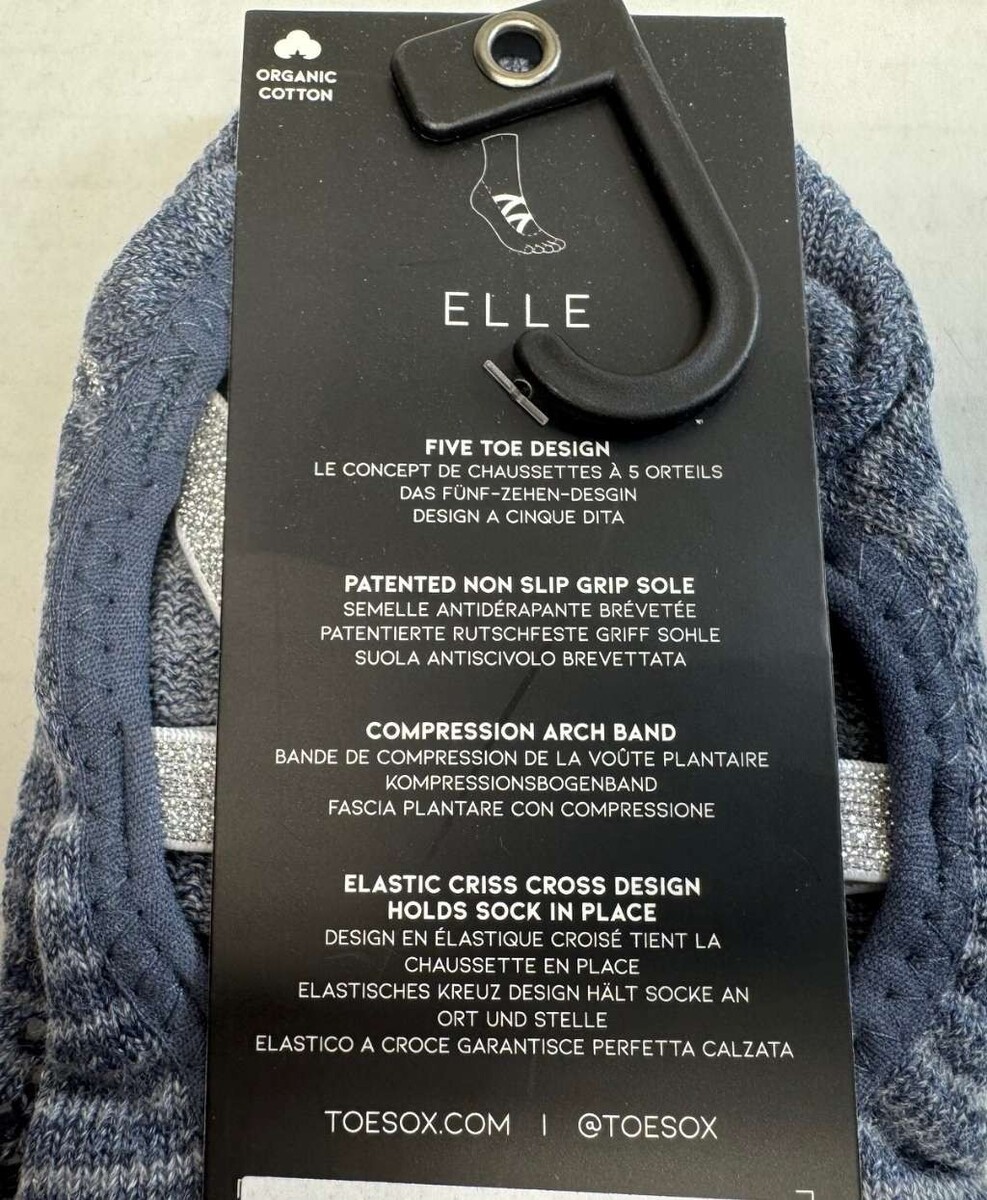 ORGANIC
COTTON
ELLE
FIVE TOE DESIGN
LE CONCEPT DE CHAUSSETTES À 5 ORTEILS
DAS FÜNF-ZEHEN-DESGIN
DESIGN A CINQUE DITA
PATENTED NON SLIP GRIP SOLE
SEMELLE ANTIDÉRAPANTE BRÉVETÉE
PATENTIERTE RUTSCHFESTE GRIFF SOHLE
SUOLA ANTISCIVOLO BREVETTATA
COMPRESSION ARCH BAND
BANDE DE COMPRESSION DE LA VOÛTE PLANTAIRE
KOMPRESSIONSBOGENBAND
FASCIA PLANTARE CON COMPRESSIONE
ELASTIC CRISS CROSS DESIGN
HOLDS SOCK IN PLACE
DESIGN EN ÉLASTIQUE CROISÉ TIENT LA
CHAUSSETTE EN PLACE
ELASTISCHES KREUZ DESIGN HÄLT SOCKE AN
ORT UND STELLE
ELASTICO A CROCE GARANTISCE PERFETTA CALZATA
TOESOX.COM | @TOESOX